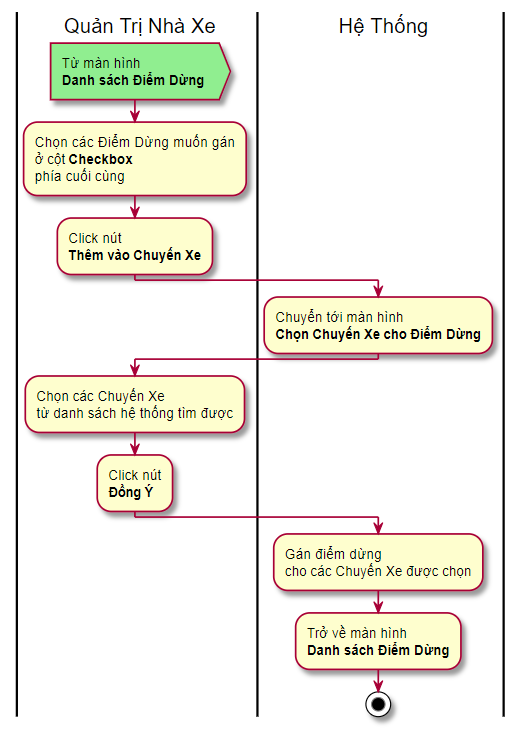 Quản Trị Nhà Xe
Hệ Thống
Từ màn hình
Danh sách Điểm Dừng
Chọn các Điểm Dừng muốn gán
ở cột Checkbox
phía cuối cùng
Click nút
Thêm vào Chuyến Xe
Chuyển tới màn hình
Chọn Chuyến Xe cho Điểm Dừng
Chọn các Chuyến Xe
từ danh sách hệ thống tìm được
Click nút
Đồng Ý
Gán điểm dừng
cho các Chuyến Xe được chọn
Trở về màn hình
Danh sách Điểm Dừng